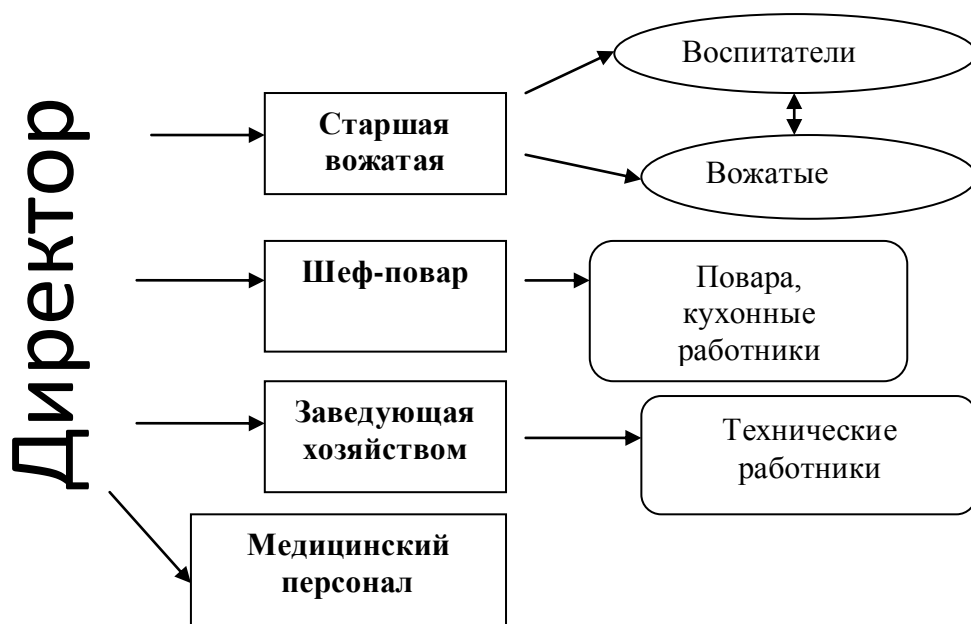 Директор
Старшая
вожатая
Воспитатели
Вожатые
Шеф-повар
Повара,
кухонные
работники
Заведующая
хозяйством
Технические
работники
Медицинский
персонал